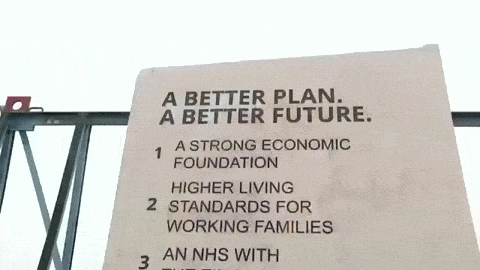 A BETTER PLAN.
A BETTER FUTURE.
1 A STRONG ECONOMIC
FOUNDATION
2 HIGHER LIVING
STANDARDS FOR
WORKING FAMILIES
3 AN NHS WITH